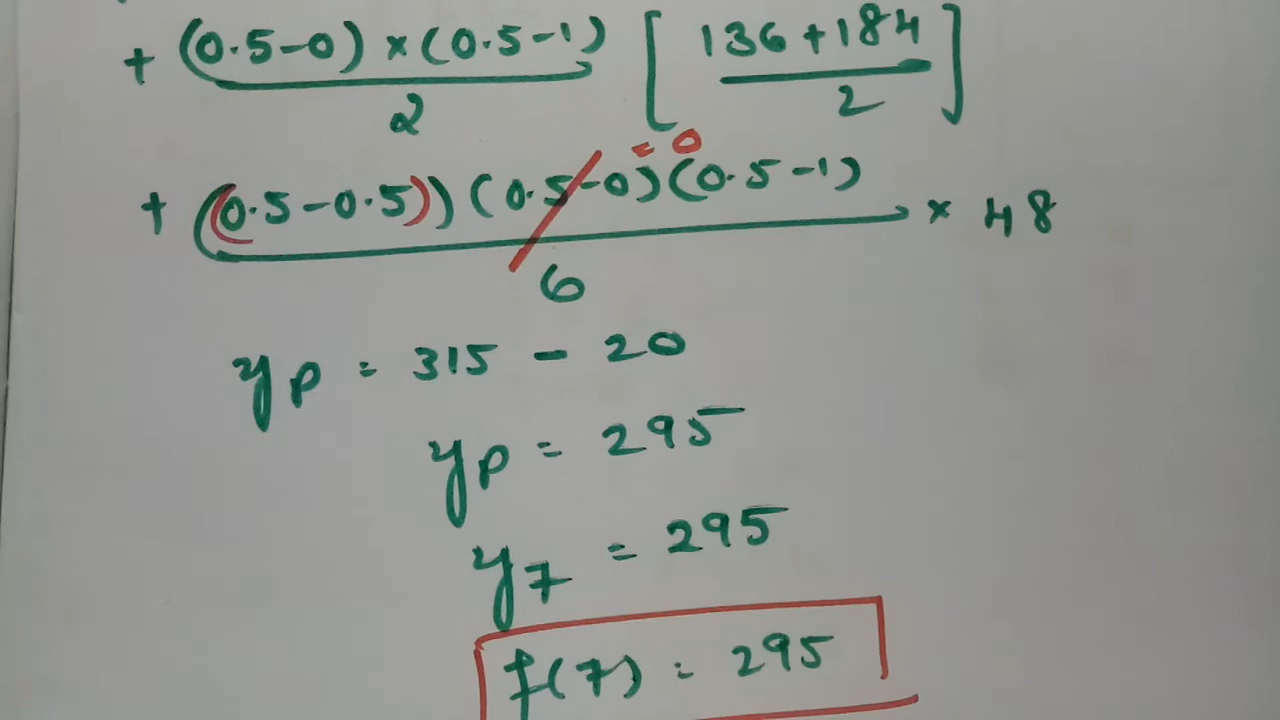 + (0.5-0) × (0.5-1) / 2 [ 136+184 / 2 ]
= 0
+ (0.5-0.5)) (0.5-0) (0.5-1) / 6 × 48
yp = 315 - 20
yp = 295
y7 = 295
f(7) = 295